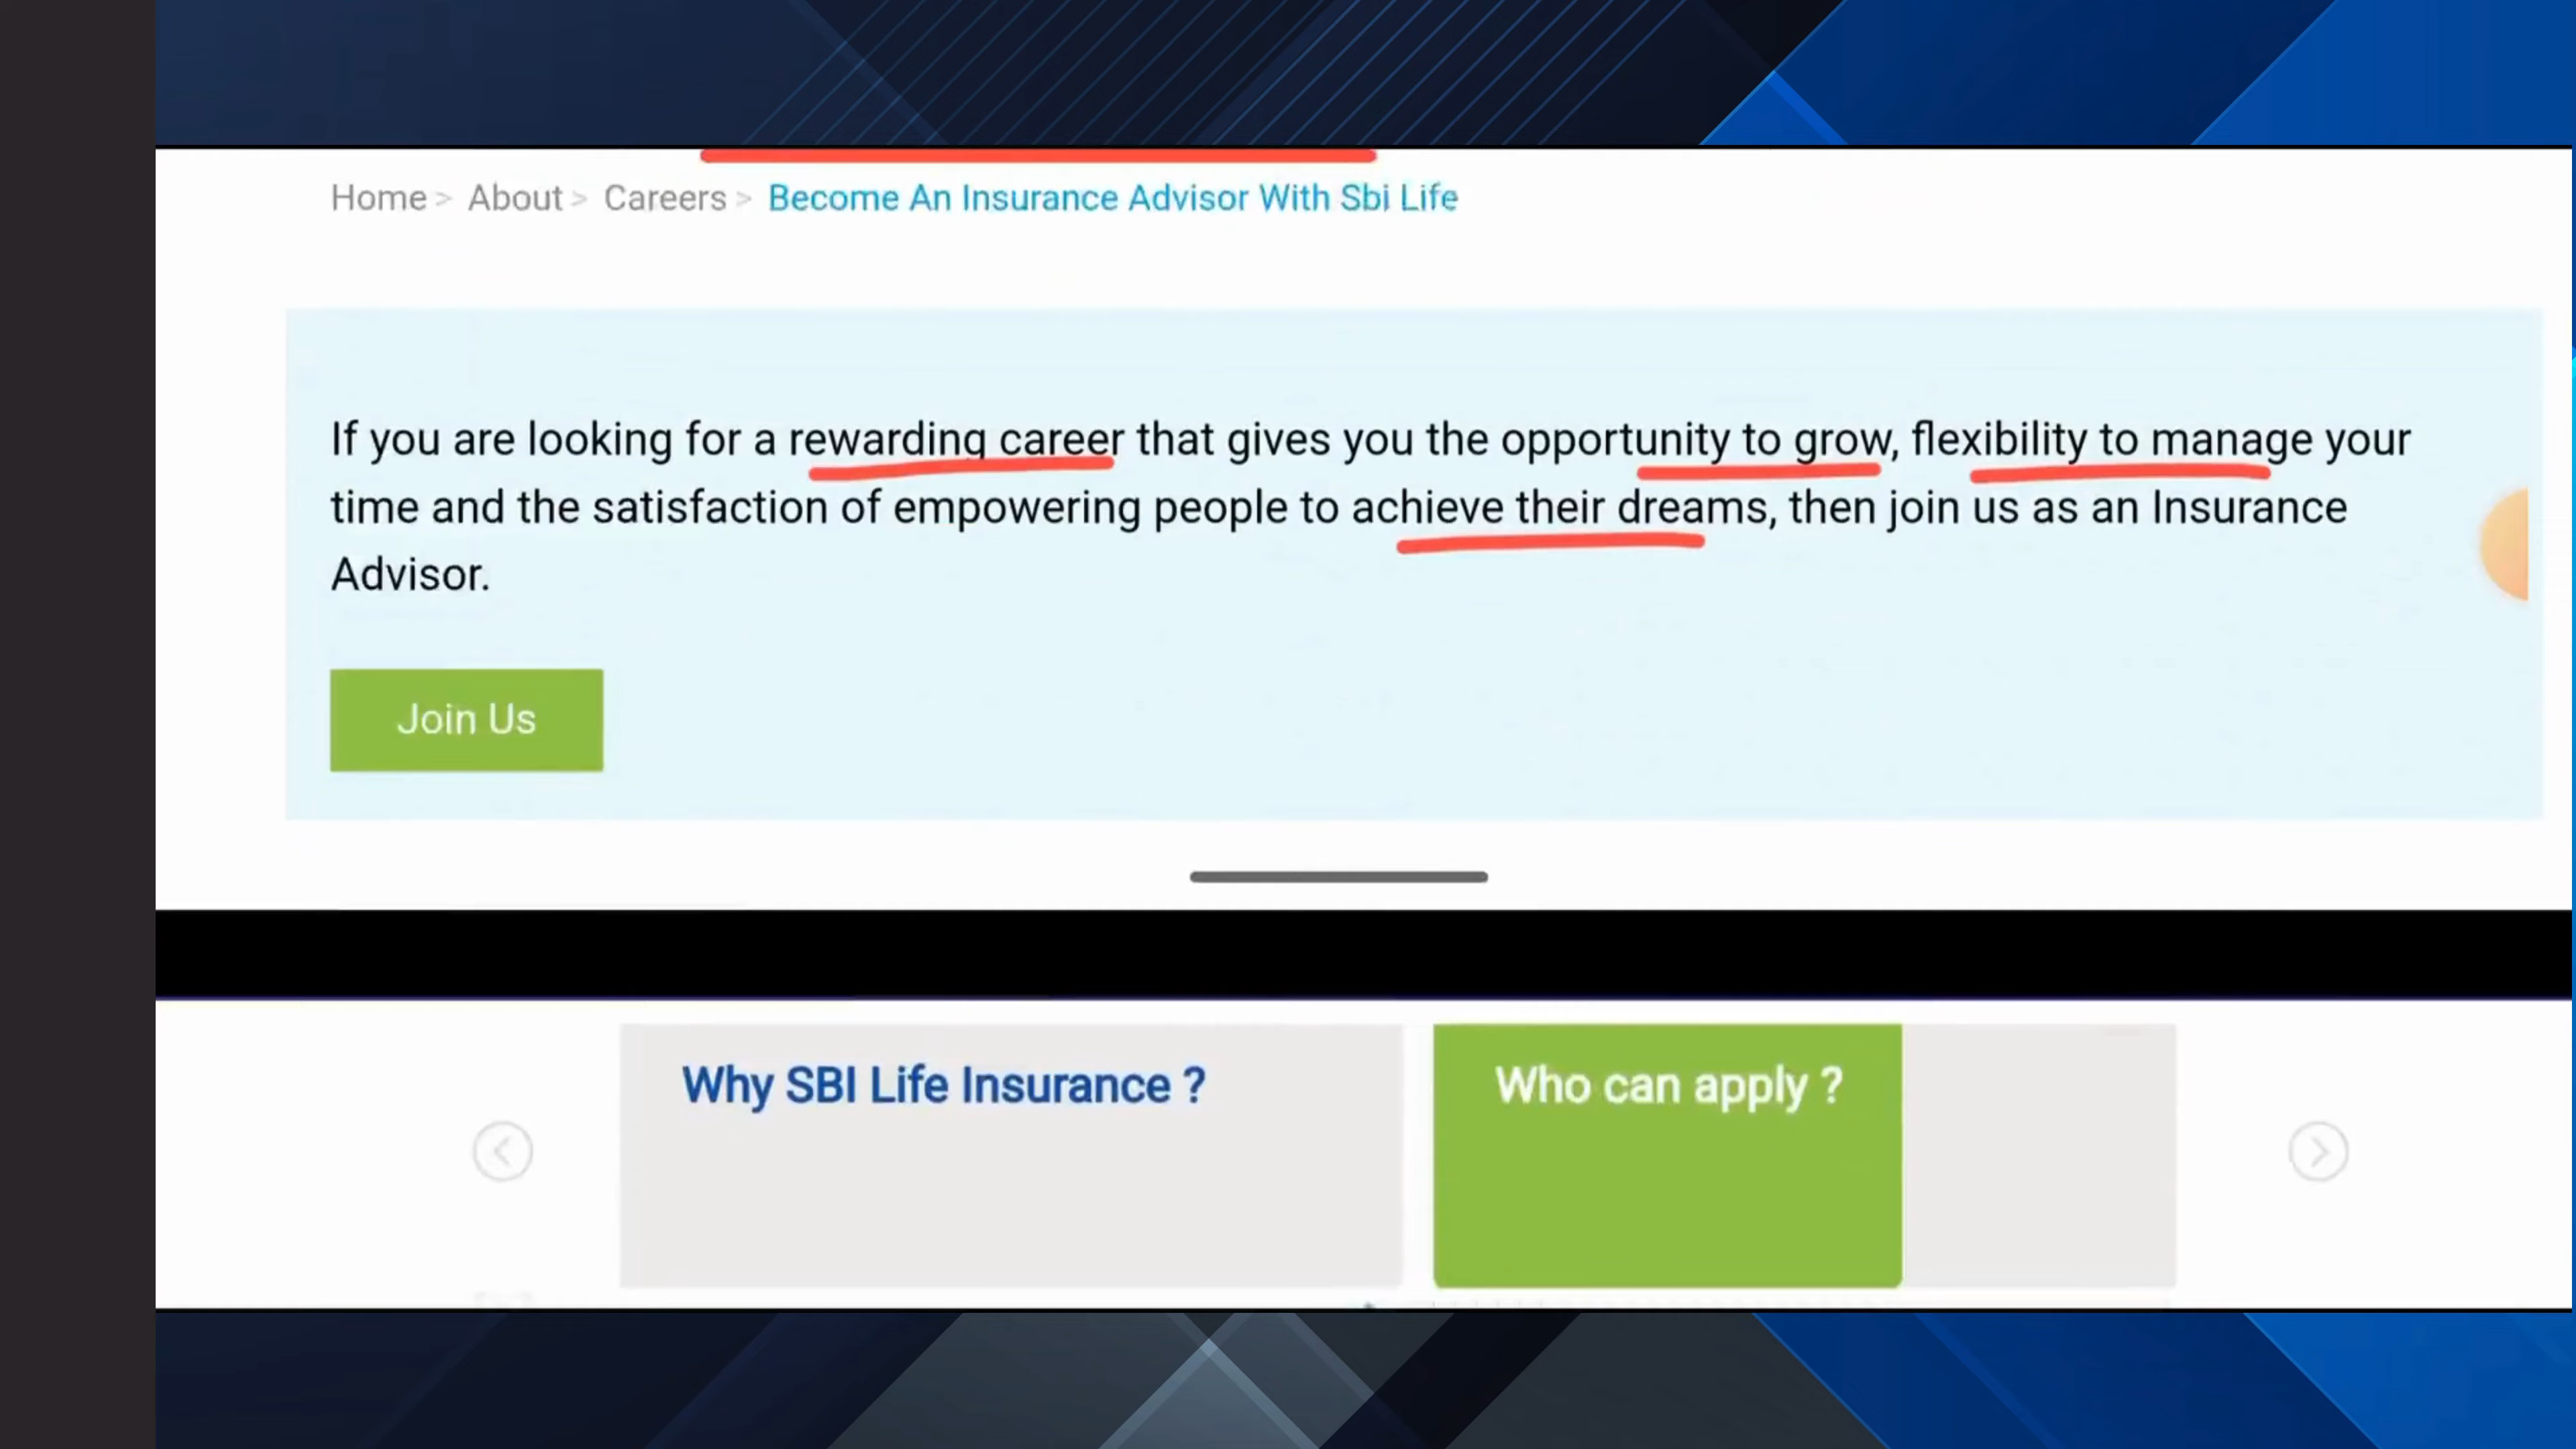 Home > About > Careers > Become An Insurance Advisor With Sbi Life
If you are looking for a rewarding career that gives you the opportunity to grow, flexibility to manage your
time and the satisfaction of empowering people to achieve their dreams, then join us as an Insurance
Advisor.
Join Us
Why SBI Life Insurance ?
Who can apply ?